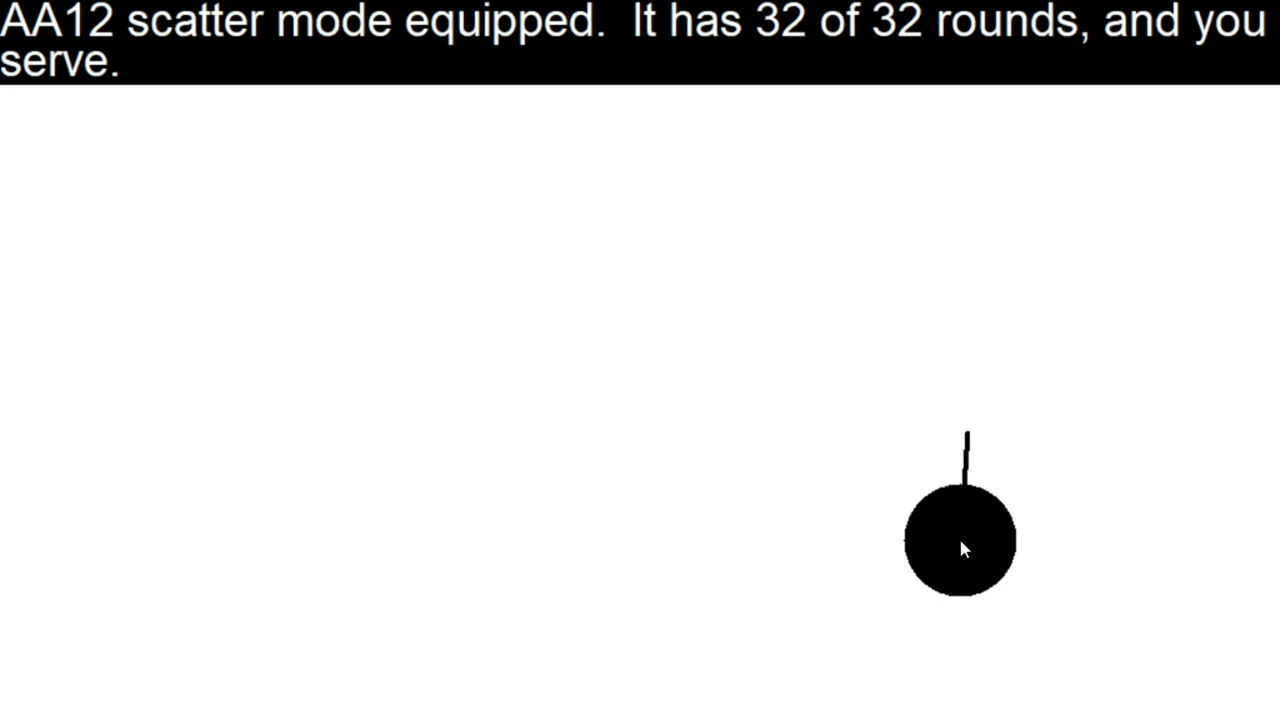 AA12 scatter mode equipped.  It has 32 of 32 rounds, and you
serve.